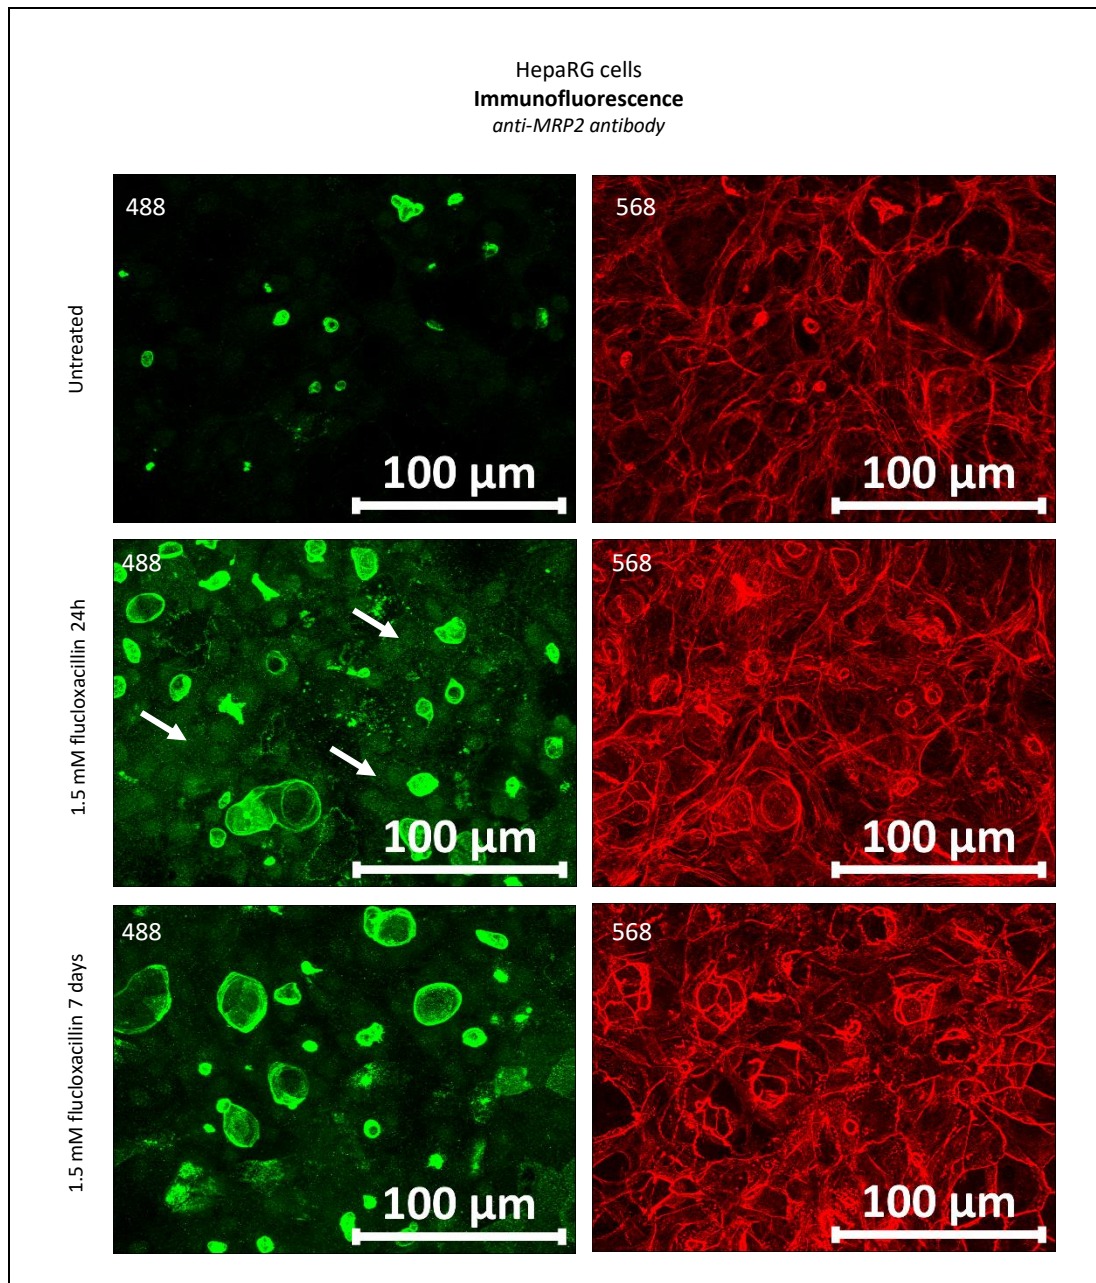 HepaRG cells
Immunofluorescence
anti-MRP2 antibody
Untreated
488
100 µm
568
100 µm
1.5 mM flucloxacillin 24h
488
100 µm
568
100 µm
1.5 mM flucloxacillin 7 days
488
100 µm
568
100 µm